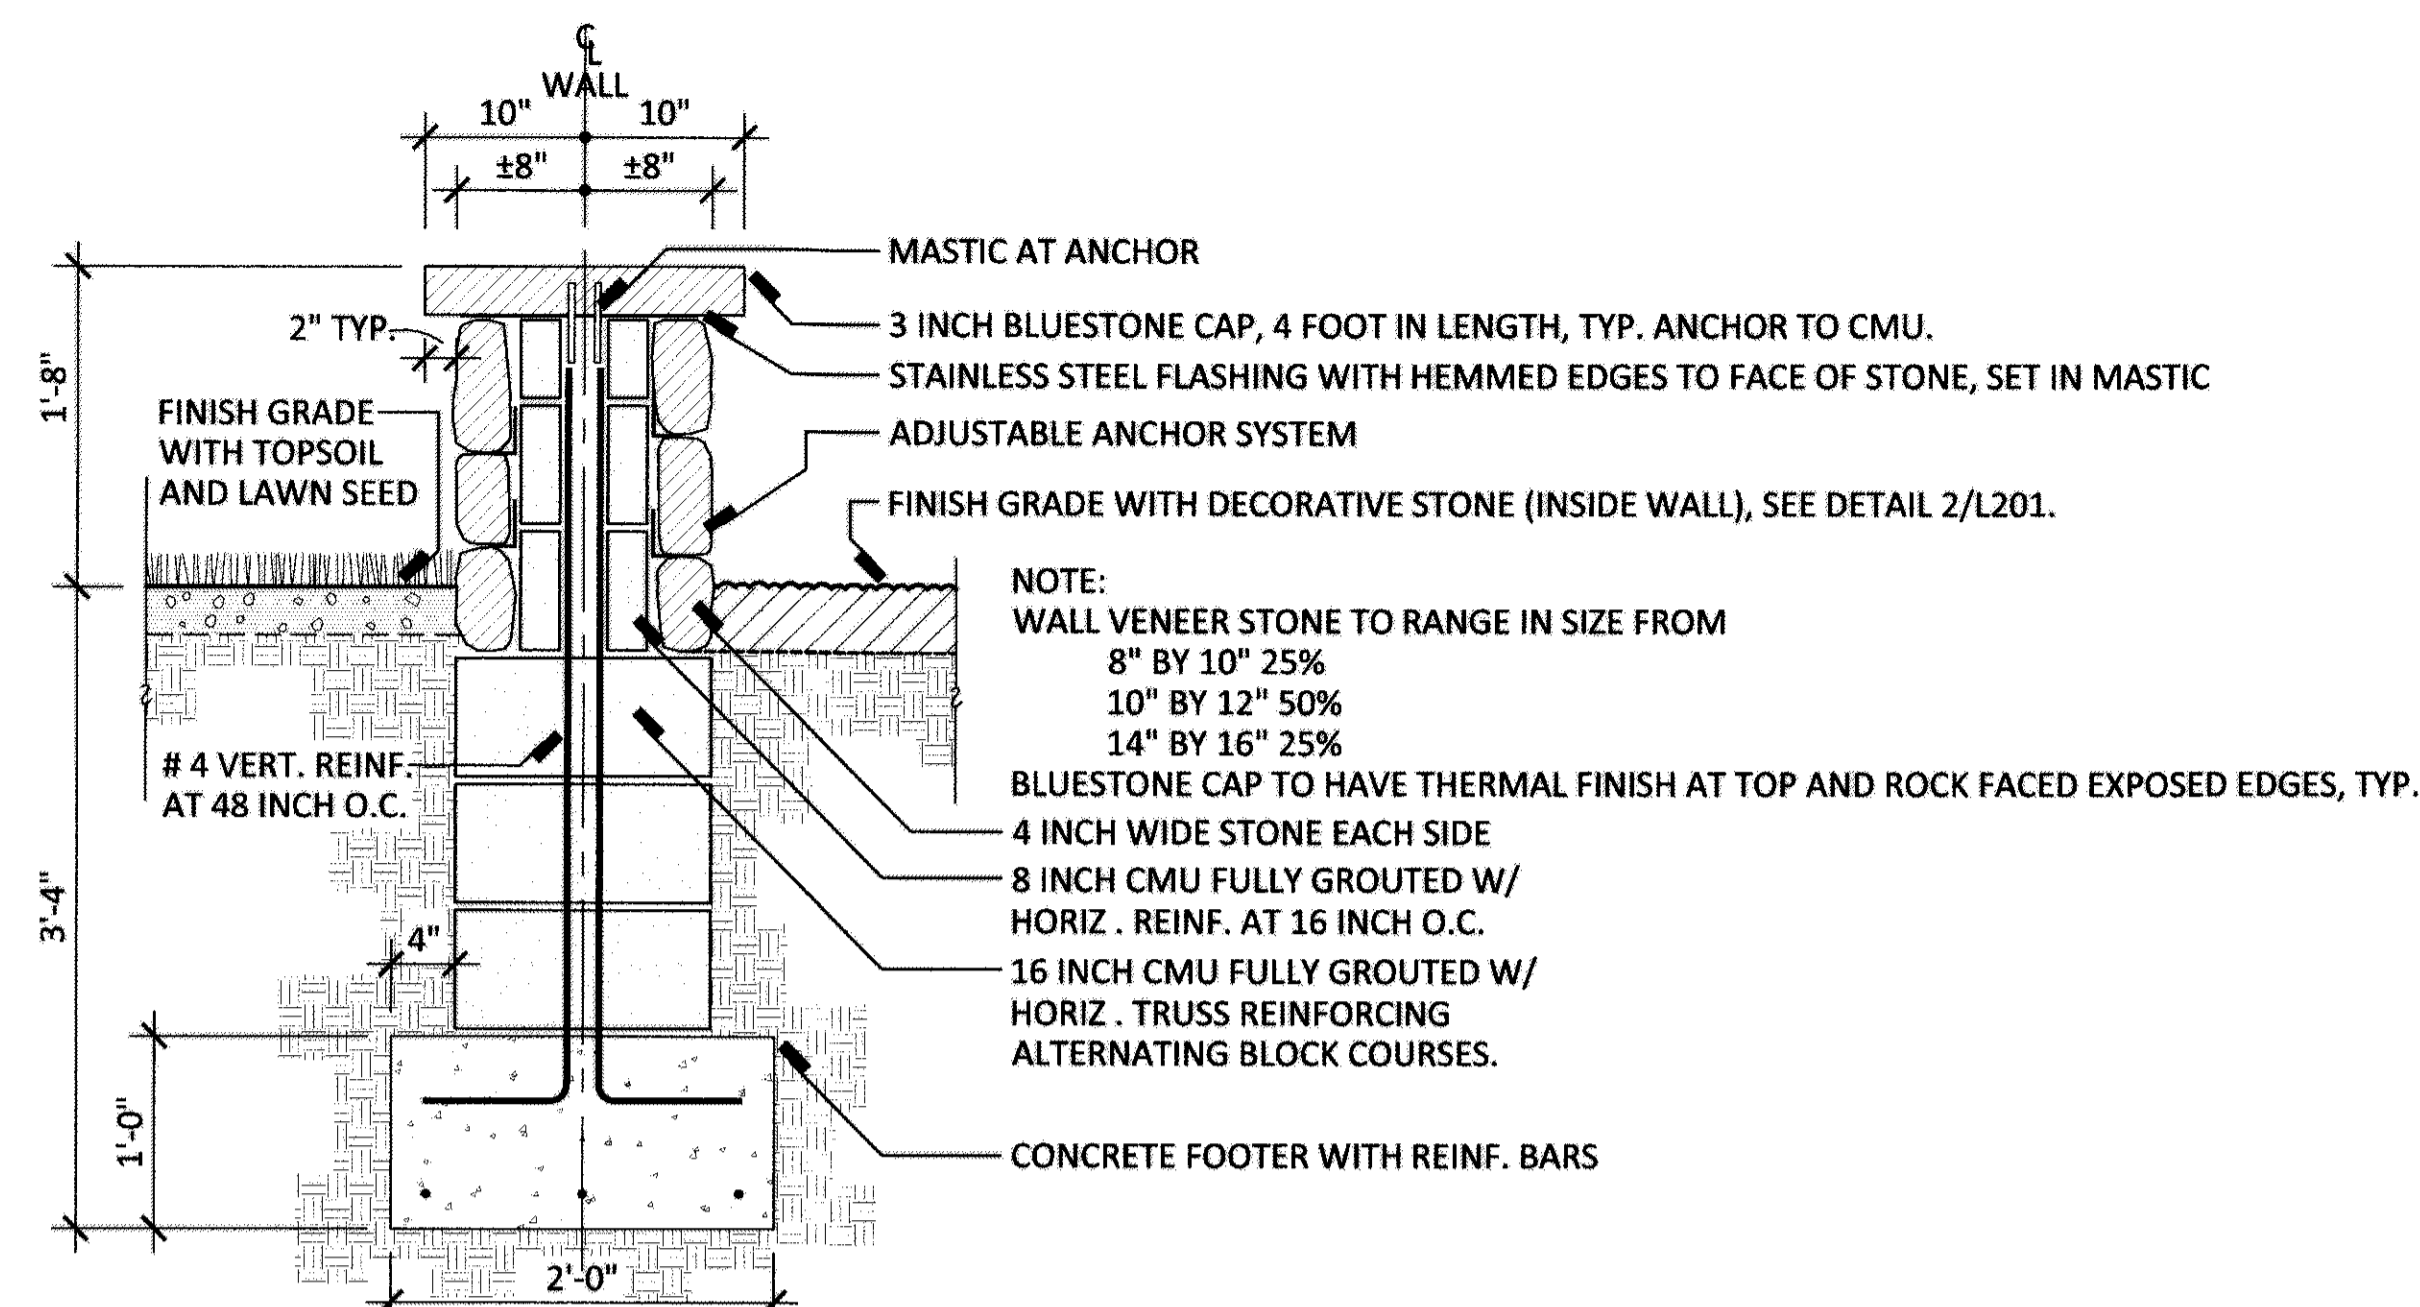 ℄
WALL
10" 10"
±8" ±8"
MASTIC AT ANCHOR
3 INCH BLUESTONE CAP, 4 FOOT IN LENGTH, TYP. ANCHOR TO CMU.
2" TYP.
STAINLESS STEEL FLASHING WITH HEMMED EDGES TO FACE OF STONE, SET IN MASTIC
1'-8"
FINISH GRADE
WITH TOPSOIL
AND LAWN SEED
ADJUSTABLE ANCHOR SYSTEM
FINISH GRADE WITH DECORATIVE STONE (INSIDE WALL), SEE DETAIL 2/L201.
NOTE:
WALL VENEER STONE TO RANGE IN SIZE FROM
8" BY 10" 25%
10" BY 12" 50%
14" BY 16" 25%
BLUESTONE CAP TO HAVE THERMAL FINISH AT TOP AND ROCK FACED EXPOSED EDGES, TYP.
# 4 VERT. REINF.
AT 48 INCH O.C.
4 INCH WIDE STONE EACH SIDE
8 INCH CMU FULLY GROUTED W/
HORIZ . REINF. AT 16 INCH O.C.
3'-4"
4"
16 INCH CMU FULLY GROUTED W/
HORIZ . TRUSS REINFORCING
ALTERNATING BLOCK COURSES.
1'-0"
CONCRETE FOOTER WITH REINF. BARS
2'-0"